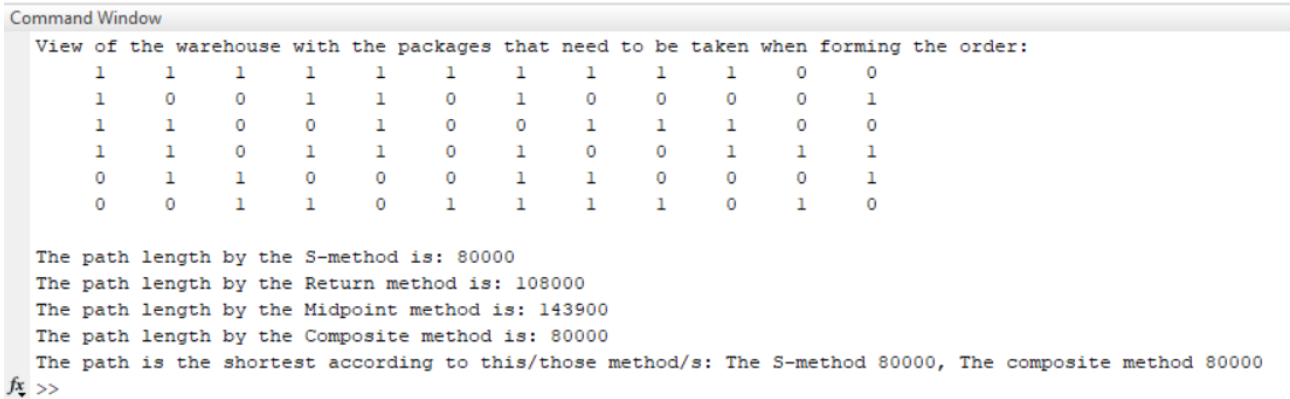 Command Window
View of the warehouse with the packages that need to be taken when forming the order:
1 1 1 1 1 1 1 1 1 1 0 0
1 0 0 1 1 0 1 0 0 0 0 1
1 1 0 0 1 0 0 1 1 1 0 0
1 1 0 1 1 0 1 0 0 1 1 1
0 1 1 0 0 0 1 1 0 0 0 1
0 0 1 1 0 1 1 1 1 0 1 0
The path length by the S-method is: 80000
The path length by the Return method is: 108000
The path length by the Midpoint method is: 143900
The path length by the Composite method is: 80000
The path is the shortest according to this/those method/s: The S-method 80000, The composite method 80000
fx >>